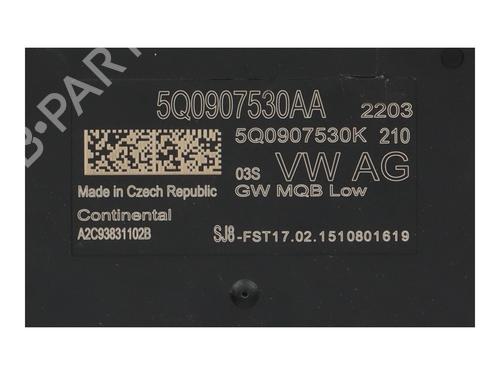 5Q0907530AA 2203
5Q0907530K 210
03S VW AG
Made in Czech Republic GW MQB Low
Continental
A2C93831102B SJ8-FST17.02.1510801619
B-PARTS